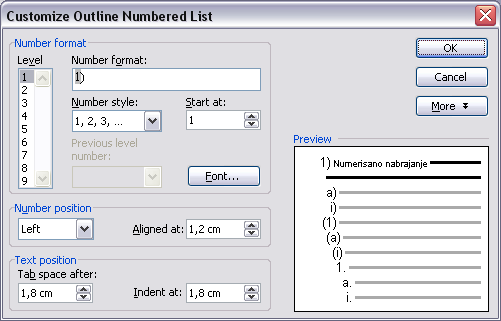 Customize Outline Numbered List
Number format
Level
1
2
3
4
5
6
7
8
9
Number format:
1)
Number style:
1, 2, 3, ...
Start at:
1
Previous level
number:
Font...
OK
Cancel
More
Number position
Left
Aligned at:
1,2 cm
Text position
Tab space after:
1,8 cm
Indent at:
1,8 cm
Preview
1) Numerisano nabrajanje
a)
i)
(1)
(a)
(i)
1.
a.
i.